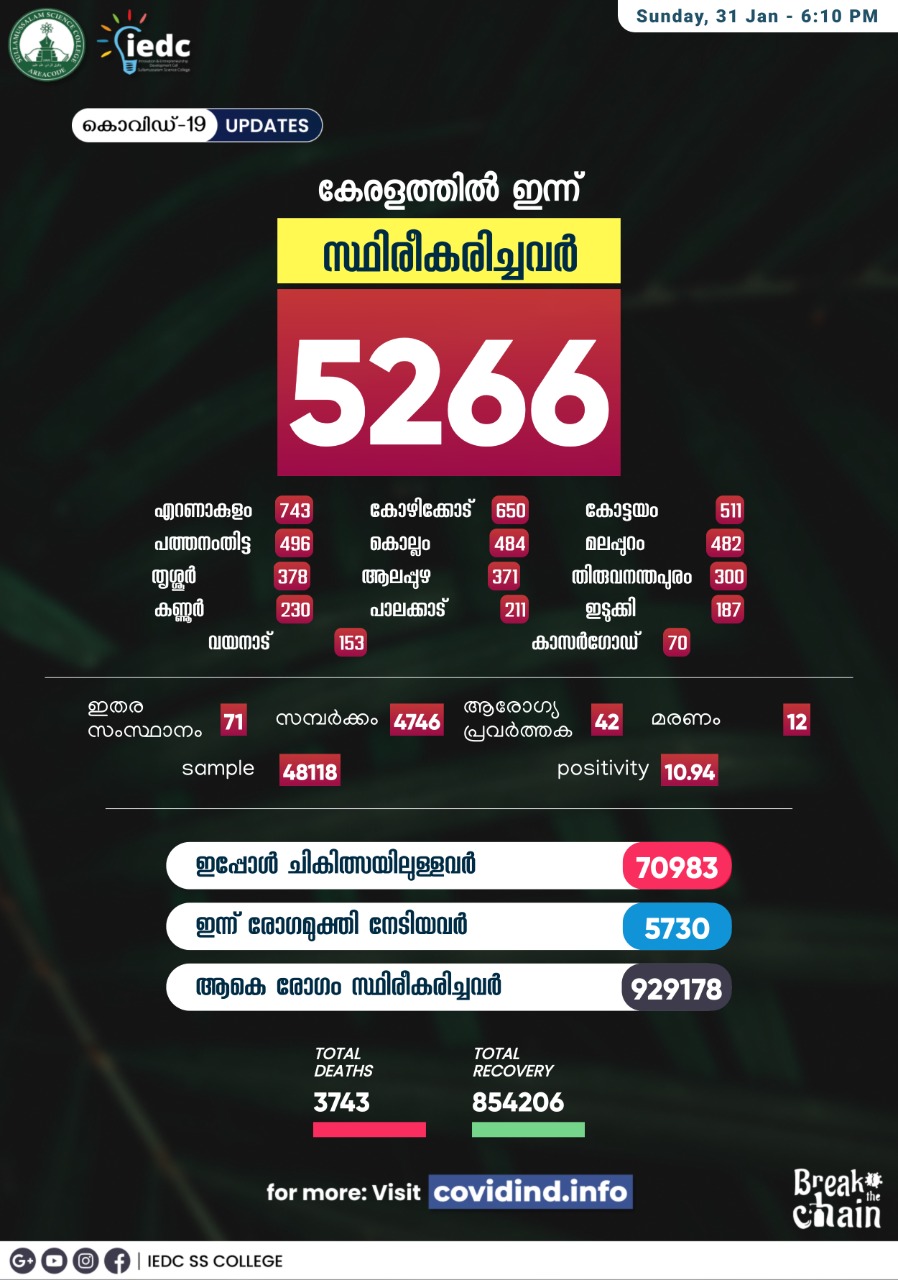 Sunday, 31 Jan - 6:10 PM
SULLAMUSSALAM SCIENCE COLLEGE
AREACODE
iedc
കൊവിഡ്-19 UPDATES
കേരളത്തിൽ ഇന്ന്
സ്ഥിരീകരിച്ചവർ
5266
എറണാകുളം 743 കോഴിക്കോട് 650 കോട്ടയം 511
പത്തനംതിട്ട 496 കൊല്ലം 484 മലപ്പുറം 482
തൃശ്ശൂർ 378 ആലപ്പുഴ 371 തിരുവനന്തപുരം 300
കണ്ണൂർ 230 പാലക്കാട് 211 ഇടുക്കി 187
വയനാട് 153 കാസർഗോഡ് 70
ഇതര
സംസ്ഥാനം 71
സമ്പർക്കം 4746
ആരോഗ്യ
പ്രവർത്തക 42
മരണം 12
sample 48118 positivity 10.94
ഇപ്പോൾ ചികിത്സയിലുള്ളവർ 70983
ഇന്ന് രോഗമുക്തി നേടിയവർ 5730
ആകെ രോഗം സ്ഥിരീകരിച്ചവർ 929178
TOTAL
DEATHS
3743
TOTAL
RECOVERY
854206
for more: Visit covidind.info
Break
the
chain
IEDC SS COLLEGE